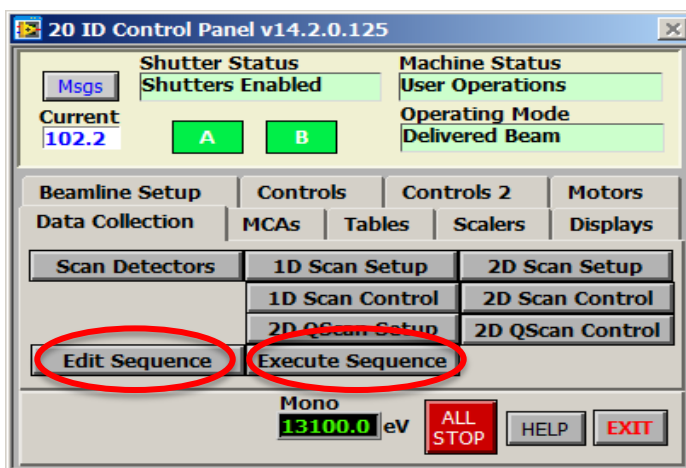 20 ID Control Panel v14.2.0.125
Shutter Status Machine Status
Msgs Shutters Enabled User Operations
Current Operating Mode
102.2 A B Delivered Beam
Beamline Setup Controls Controls 2 Motors
Data Collection MCAs Tables Scalers Displays
Scan Detectors 1D Scan Setup 2D Scan Setup
1D Scan Control 2D Scan Control
2D QScan Setup 2D QScan Control
Edit Sequence Execute Sequence
Mono
13100.0 eV ALL STOP HELP EXIT